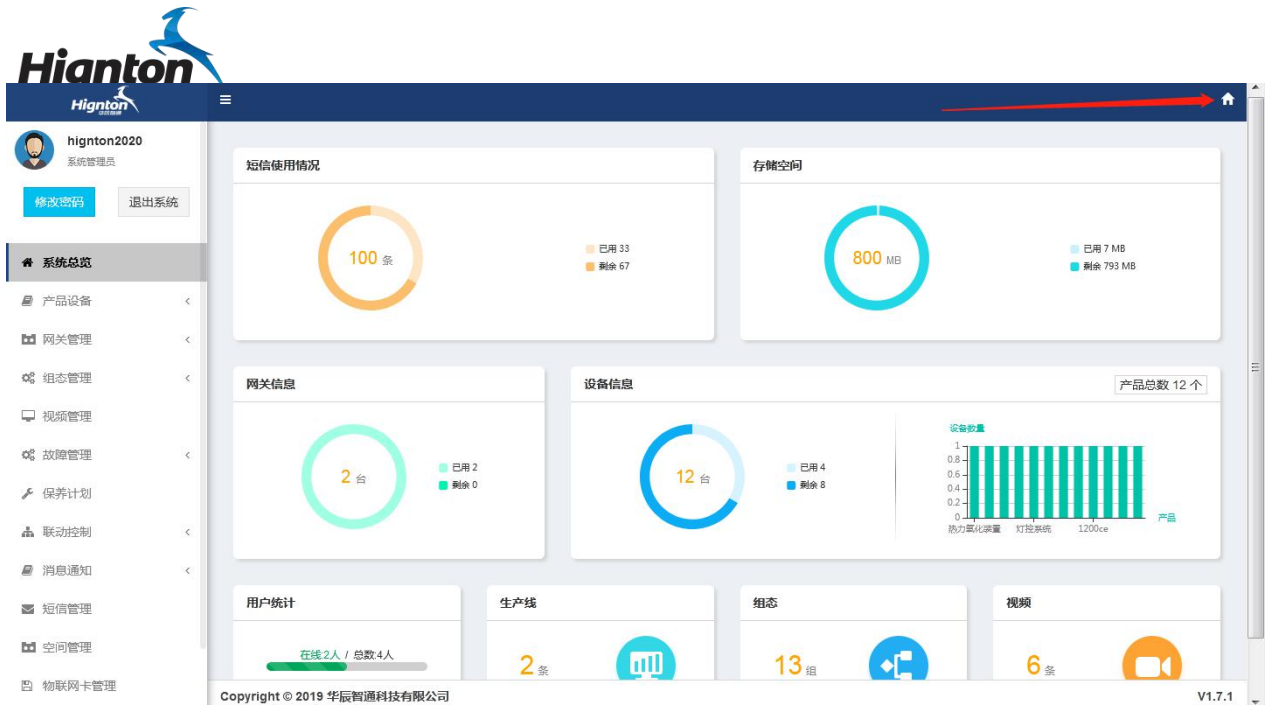 Hignton
Hignton
华辰智通
hignton2020
系统管理员
修改密码
退出系统
系统总览
产品设备
网关管理
组态管理
视频管理
故障管理
保养计划
联动控制
消息通知
短信管理
空间管理
物联网卡管理
短信使用情况
100 条
已用 33
剩余 67
存储空间
800 MB
已用 7 MB
剩余 793 MB
网关信息
2 台
已用 2
剩余 0
设备信息
产品总数 12 个
12 台
已用 4
剩余 8
设备数量
1
0.8
0.6
0.4
0.2
0
产品
热力氧化装置 灯控系统 1200ce
用户统计
在线:2人 / 总数:4人
生产线
2 条
组态
13 组
视频
6 条
Copyright © 2019 华辰智通科技有限公司
V1.7.1